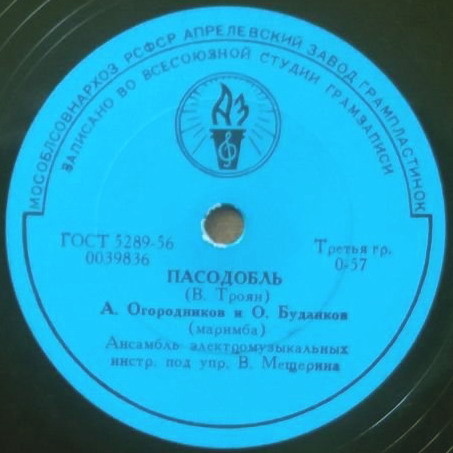 МОСОБЛСОВНАРХОЗ РСФСР АПРЕЛЕВСКИЙ ЗАВОД ГРАМПЛАСТИНОК
ЗАПИСАНО ВО ВСЕСОЮЗНОЙ СТУДИИ ГРАМЗАПИСИ
АЗ
ГОСТ 5289-56
0039836
Третья гр.
0-57
ПАСОДОБЛЬ
(В. Троян)
А. Огородников и О. Буданков
(маримба)
Ансамбль электромузыкальных
инстр. под упр. В. Мещерина